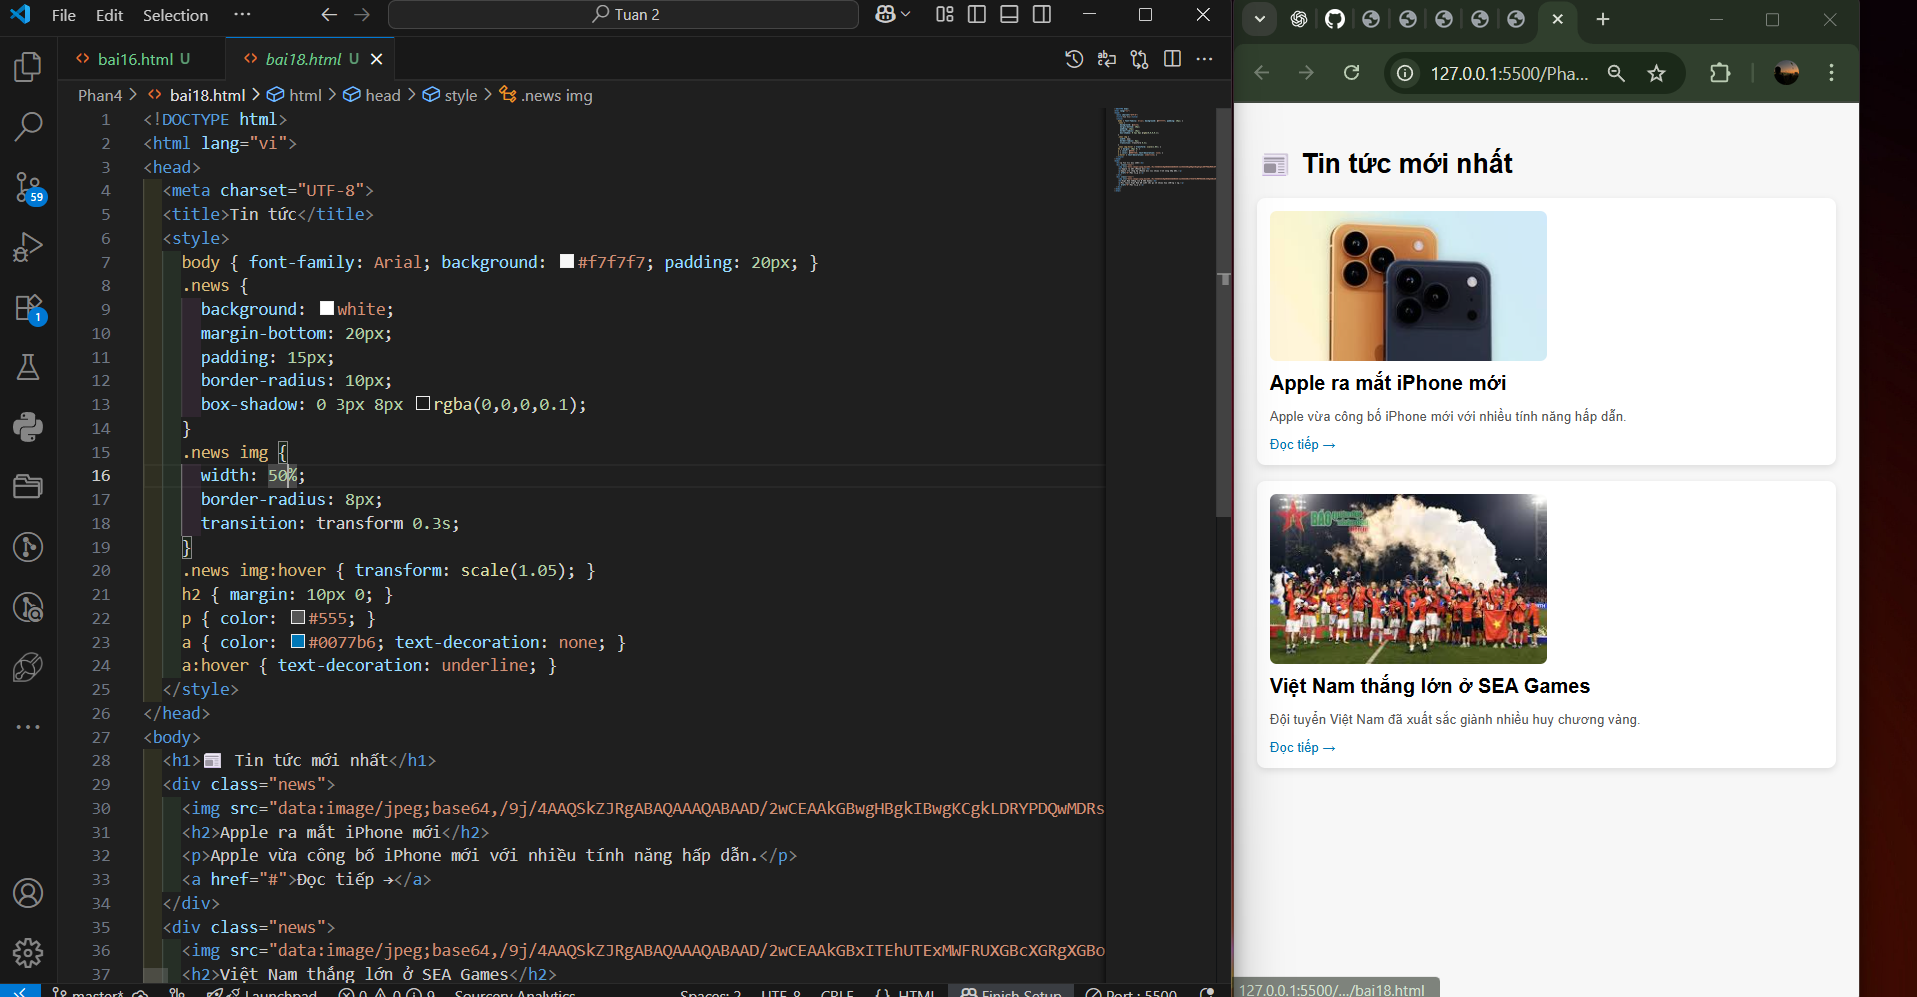 File Edit Selection ··· Tuan 2
bai16.html U bai18.html U
Phan4 > bai18.html > html > head > style > .news img
1 <!DOCTYPE html>
2 <html lang="vi">
3 <head>
4 <meta charset="UTF-8">
5 <title>Tin tức</title>
6 <style>
7 body { font-family: Arial; background: #f7f7f7; padding: 20px; }
8 .news {
9 background: white;
10 margin-bottom: 20px;
11 padding: 15px;
12 border-radius: 10px;
13 box-shadow: 0 3px 8px rgba(0,0,0,0.1);
14 }
15 .news img {
16 width: 50%;
17 border-radius: 8px;
18 transition: transform 0.3s;
19 }
20 .news img:hover { transform: scale(1.05); }
21 h2 { margin: 10px 0; }
22 p { color: #555; }
23 a { color: #0077b6; text-decoration: none; }
24 a:hover { text-decoration: underline; }
25 </style>
26 </head>
27 <body>
28 <h1>📰 Tin tức mới nhất</h1>
29 <div class="news">
30 <img src="data:image/jpeg;base64,/9j/4AAQSkZJRgABAQAAAQABAAD/2wCEAAkGBwgHBgkIBwgKCgkLDRYPDQwMDRs
31 <h2>Apple ra mắt iPhone mới</h2>
32 <p>Apple vừa công bố iPhone mới với nhiều tính năng hấp dẫn.</p>
33 <a href="#">Đọc tiếp →</a>
34 </div>
35 <div class="news">
36 <img src="data:image/jpeg;base64,/9j/4AAQSkZJRgABAQAAAQABAAD/2wCEAAkGBxITEhUTExMWFRUXGBcXGRgXGBo
37 <h2>Việt Nam thắng lớn ở SEA Games</h2>
59
1
master* Launchpad 0 0 9 Sourcery Analytics Spaces: 2 UTF-8 CRLF {} HTML Finish Setup Port : 5500
127.0.0.1:5500/Pha...
📰 Tin tức mới nhất
Apple ra mắt iPhone mới
Apple vừa công bố iPhone mới với nhiều tính năng hấp dẫn.
Đọc tiếp →
BÁO
Việt Nam thắng lớn ở SEA Games
Đội tuyển Việt Nam đã xuất sắc giành nhiều huy chương vàng.
Đọc tiếp →
127.0.0.1:5500/.../bai18.html